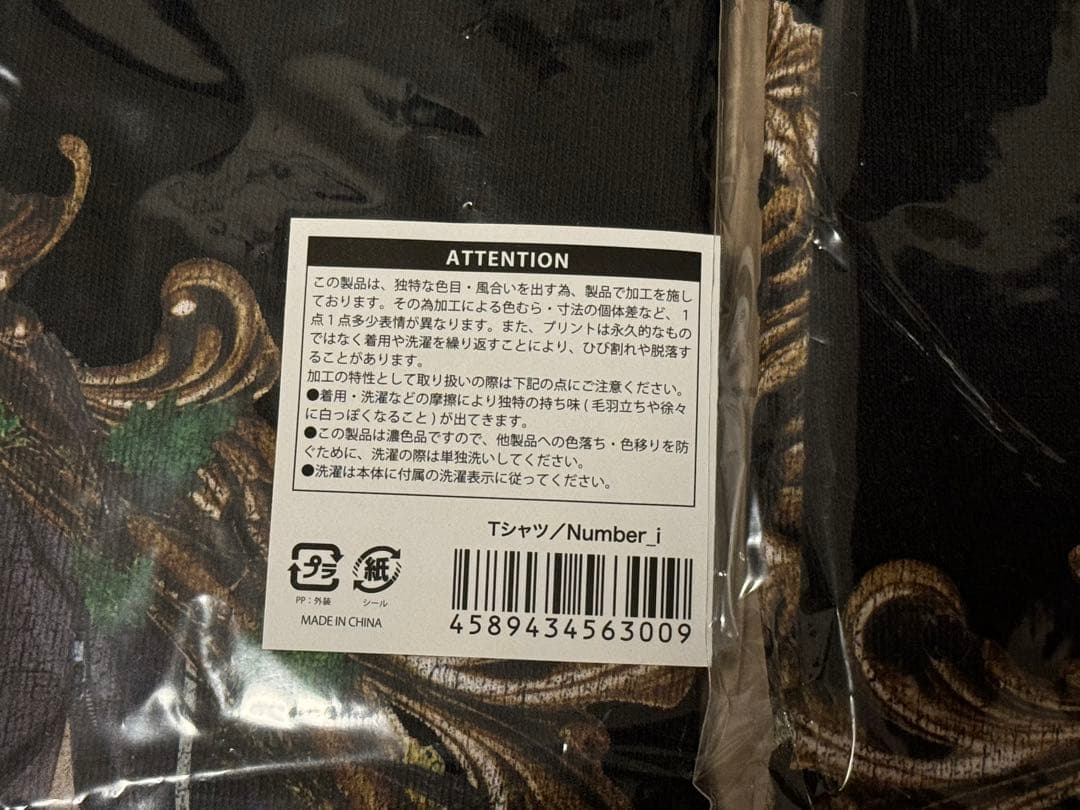 ATTENTION
この製品は、独特な色目・風合いを出す為、製品で加工を施し
ております。その為加工による色むら・寸法の個体差など、1
点1点多少表情が異なります。また、プリントは永久的なもの
ではなく着用や洗濯を繰り返すことにより、ひび割れや脱落す
ることがあります。
加工の特性として取り扱いの際は下記の点にご注意ください。
●着用・洗濯などの摩擦により独特の持ち味(毛羽立ちや徐々
に白っぽくなること)が出てきます。
●この製品は濃色品ですので、他製品への色落ち・色移りを防
ぐために、洗濯の際は単独洗いしてください。
●洗濯は本体に付属の洗濯表示に従ってください。
Tシャツ／Number_i
プラ 紙
PP：外装 シール
MADE IN CHINA
4589434563009